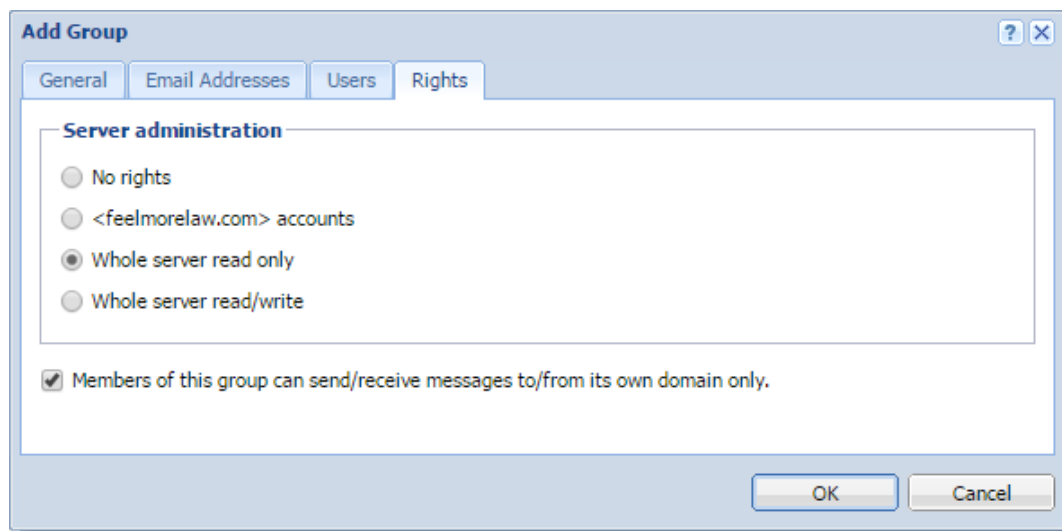 Add Group
?
General Email Addresses Users Rights
Server administration
No rights
<feelmorelaw.com> accounts
Whole server read only
Whole server read/write
Members of this group can send/receive messages to/from its own domain only.
OK Cancel